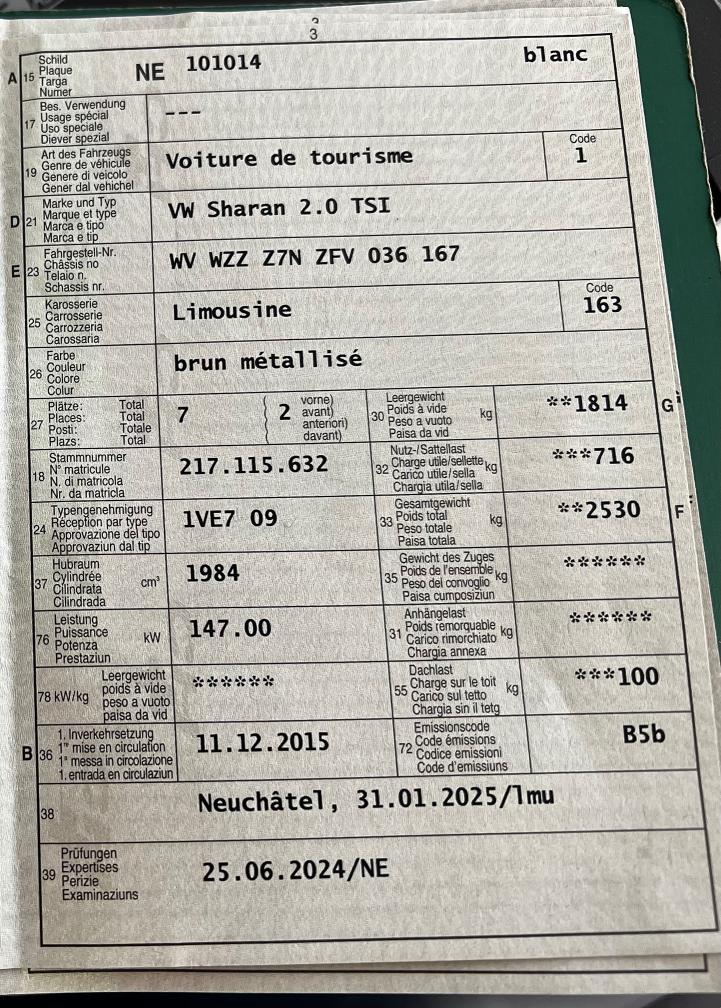 3
3
A 15 Schild
Plaque
Targa
Numer
NE 101014 blanc
17 Bes. Verwendung
Usage spécial
Uso speciale
Diever spezial
---
19 Art des Fahrzeugs
Genre de véhicule
Genere di veicolo
Gener dal vehichel
Voiture de tourisme
Code
1
D 21 Marke und Typ
Marque et type
Marca e tipo
Marca e tip
VW Sharan 2.0 TSI
E 23 Fahrgestell-Nr.
Châssis no
Telaio n.
Schassis nr.
WV WZZ Z7N ZFV 036 167
25 Karosserie
Carrosserie
Carrozzeria
Carossaria
Limousine
Code
163
26 Farbe
Couleur
Colore
Colur
brun métallisé
27 Plätze: Total
Places: Total
Posti: Totale
Plazs: Total
7 ( 2 vorne)
avant)
anteriori)
davant)
30 Leergewicht
Poids à vide
Peso a vuoto
Paisa da vid
kg
**1814 G
18 Stammnummer
N° matricule
N. di matricola
Nr. da matricla
217.115.632
32 Nutz-/Sattellast
Charge utile/sellette
Carico utile/sella
Chargia utila/sella
kg
***716
24 Typengenehmigung
Réception par type
Approvazione del tipo
Approvaziun dal tip
1VE7 09
33 Gesamtgewicht
Poids total
Peso totale
Paisa totala
kg
**2530 F
37 Hubraum
Cylindrée
Cilindrata
Cilindrada
cm³
1984
35 Gewicht des Zuges
Poids de l'ensemble
Peso del convoglio
Paisa cumposiziun
kg
******
76 Leistung
Puissance
Potenza
Prestaziun
kW
147.00
31 Anhängelast
Poids remorquable
Carico rimorchiato
Chargia annexa
kg
******
78 kW/kg Leergewicht
poids à vide
peso a vuoto
paisa da vid
******
55 Dachlast
Charge sur le toit
Carico sul tetto
Chargia sin il tetg
kg
***100
B 36 1. Inverkehrsetzung
1re mise en circulation
1a messa in circolazione
1. entrada en circulaziun
11.12.2015
72 Emissionscode
Code émissions
Codice emissioni
Code d'emissiuns
B5b
38 Neuchâtel, 31.01.2025/lmu
39 Prüfungen
Expertises
Perizie
Examinaziuns
25.06.2024/NE